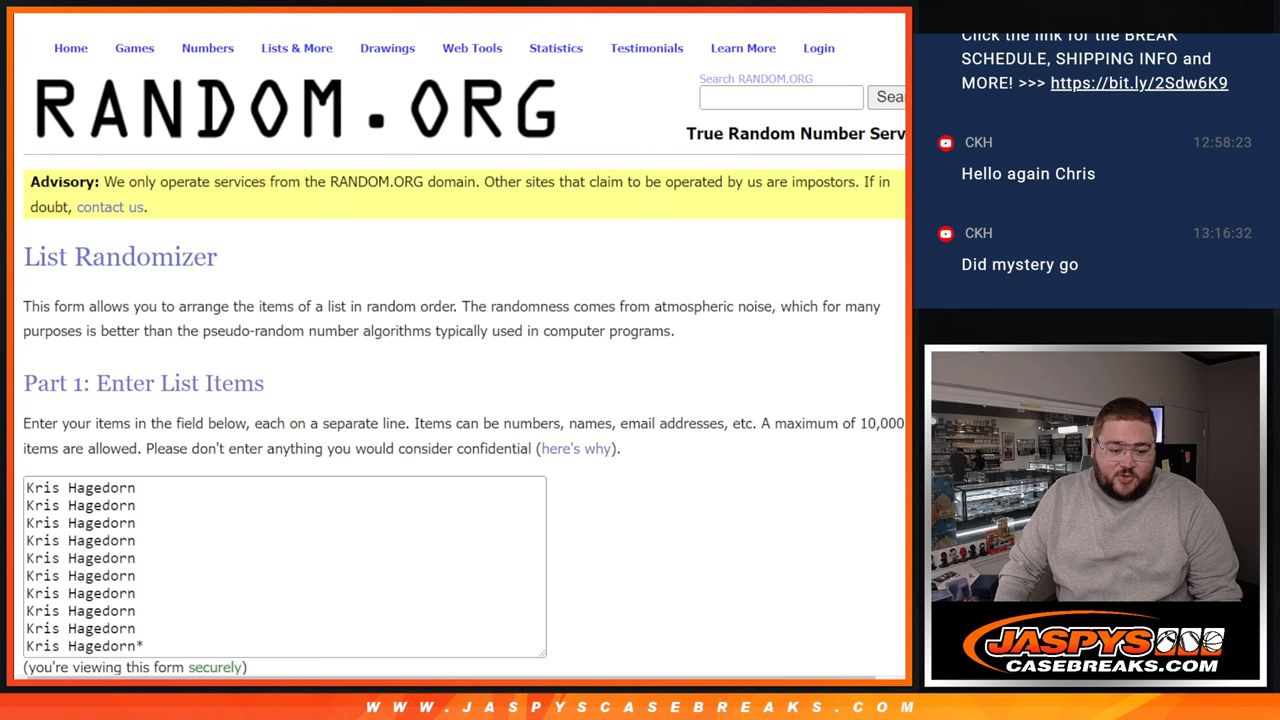 Home Games Numbers Lists & More Drawings Web Tools Statistics Testimonials Learn More Login
RANDOM.ORG
Search RANDOM.ORG
True Random Number Serv
Advisory: We only operate services from the RANDOM.ORG domain. Other sites that claim to be operated by us are impostors. If in
doubt, contact us.
List Randomizer
This form allows you to arrange the items of a list in random order. The randomness comes from atmospheric noise, which for many
purposes is better than the pseudo-random number algorithms typically used in computer programs.
Part 1: Enter List Items
Enter your items in the field below, each on a separate line. Items can be numbers, names, email addresses, etc. A maximum of 10,000
items are allowed. Please don't enter anything you would consider confidential (here's why).
Kris Hagedorn
Kris Hagedorn
Kris Hagedorn
Kris Hagedorn
Kris Hagedorn
Kris Hagedorn
Kris Hagedorn
Kris Hagedorn
Kris Hagedorn
Kris Hagedorn*
(you're viewing this form securely)
Click the link for the BREAK
SCHEDULE, SHIPPING INFO and
MORE! >>> https://bit.ly/2Sdw6K9
CKH 12:58:23
Hello again Chris
CKH 13:16:32
Did mystery go
JASPYS
CASEBREAKS.COM
WWW.JASPYSCASEBREAKS.COM